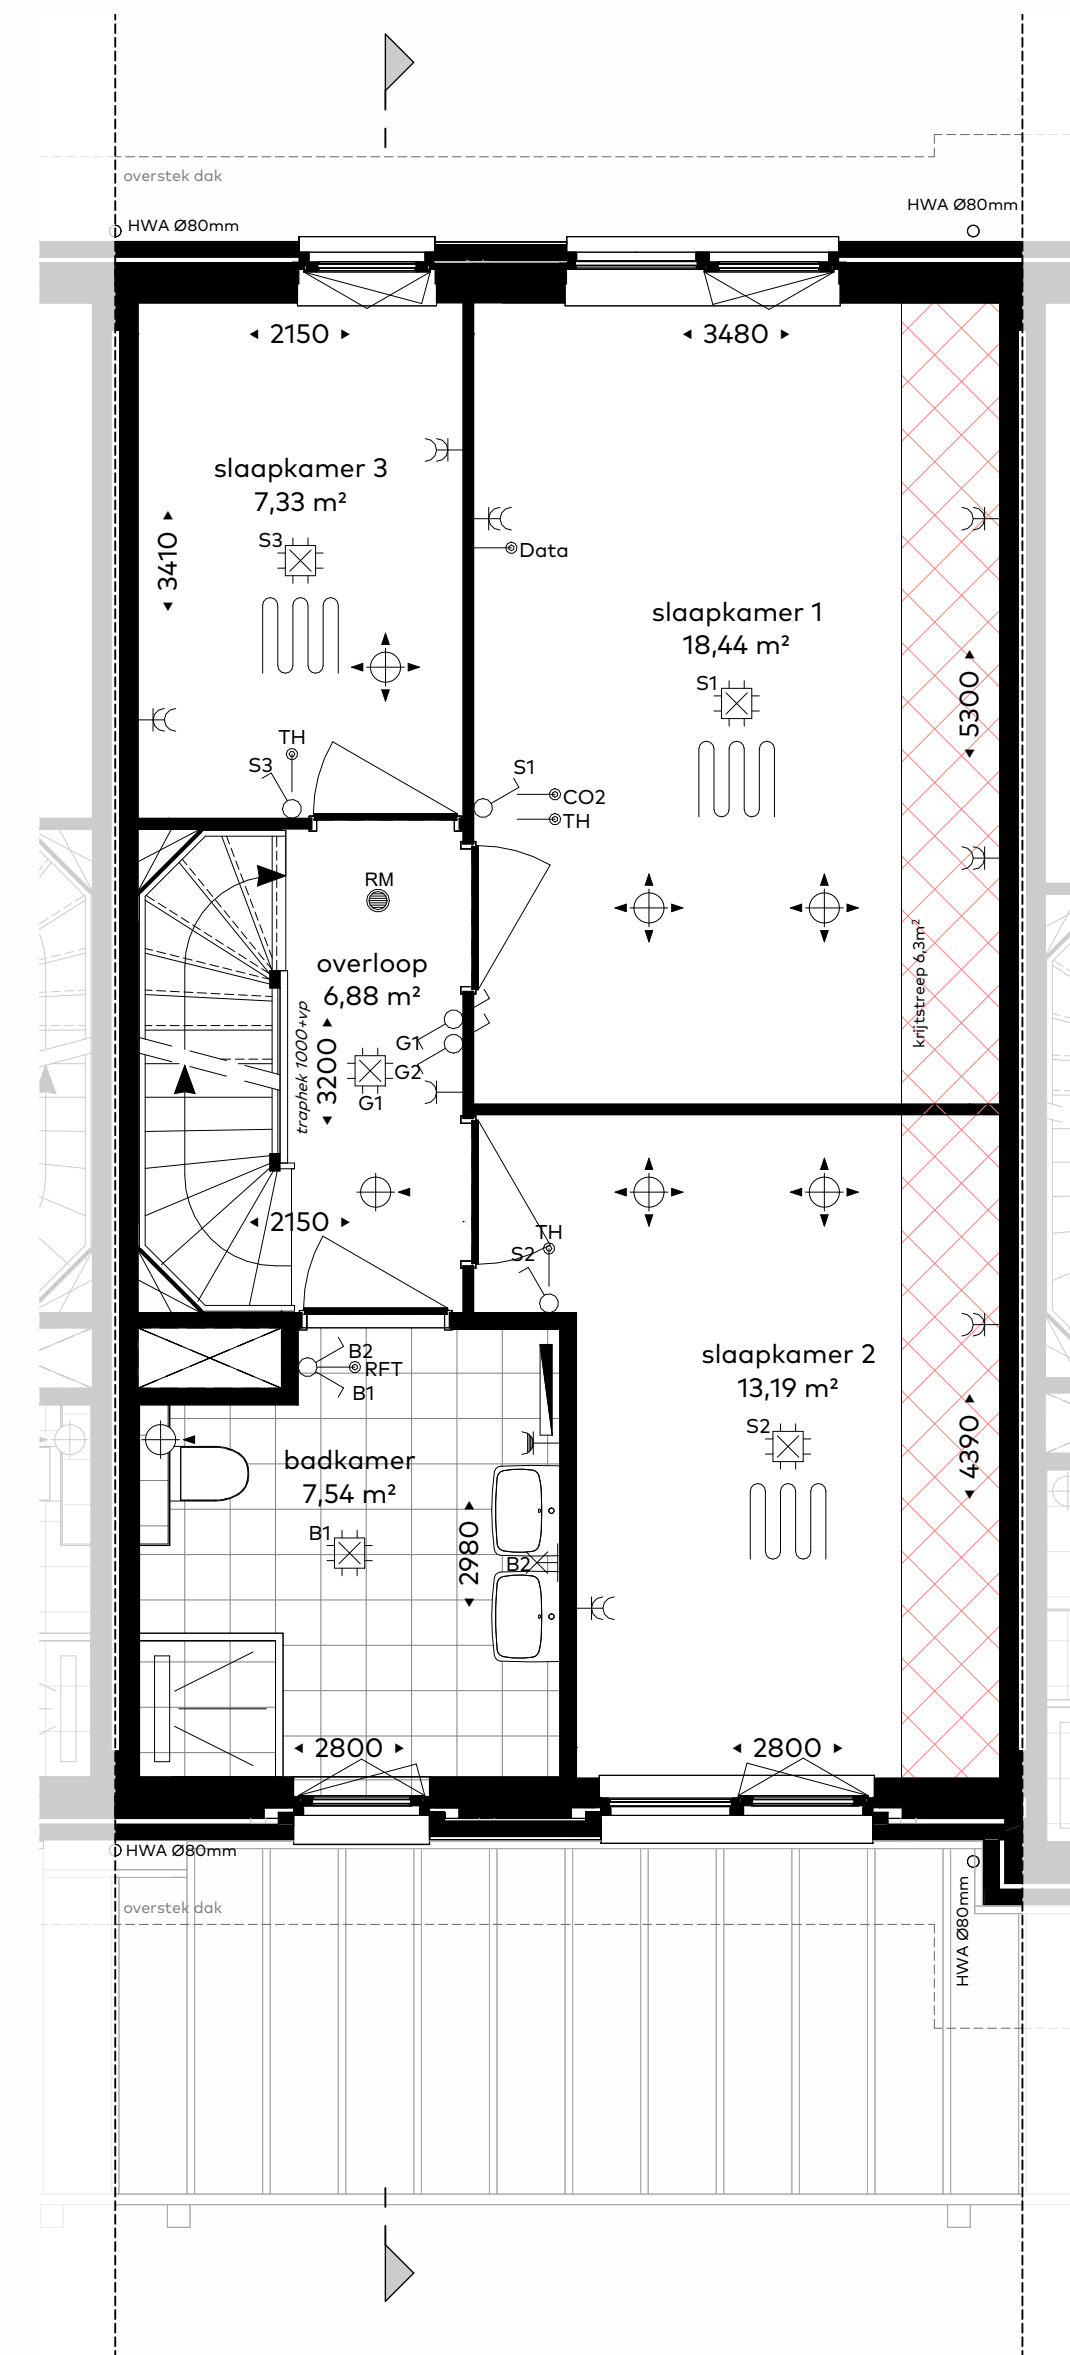 overstek dak
HWA Ø80mm
HWA Ø80mm
2150
3480
slaapkamer 3
7,33 m²
S3
3410
Data
slaapkamer 1
18,44 m²
S1
5300
TH
S3
S1
CO2
TH
RM
overloop
6,88 m²
krijtstreep 6,3m²
traphek 1000+vp
3200
G1
G2
G1
2150
TH
S2
B2
RFT
B1
slaapkamer 2
13,19 m²
S2
4390
badkamer
7,54 m²
B1
2980
B2
2800
2800
HWA Ø80mm
overstek dak
HWA Ø80mm